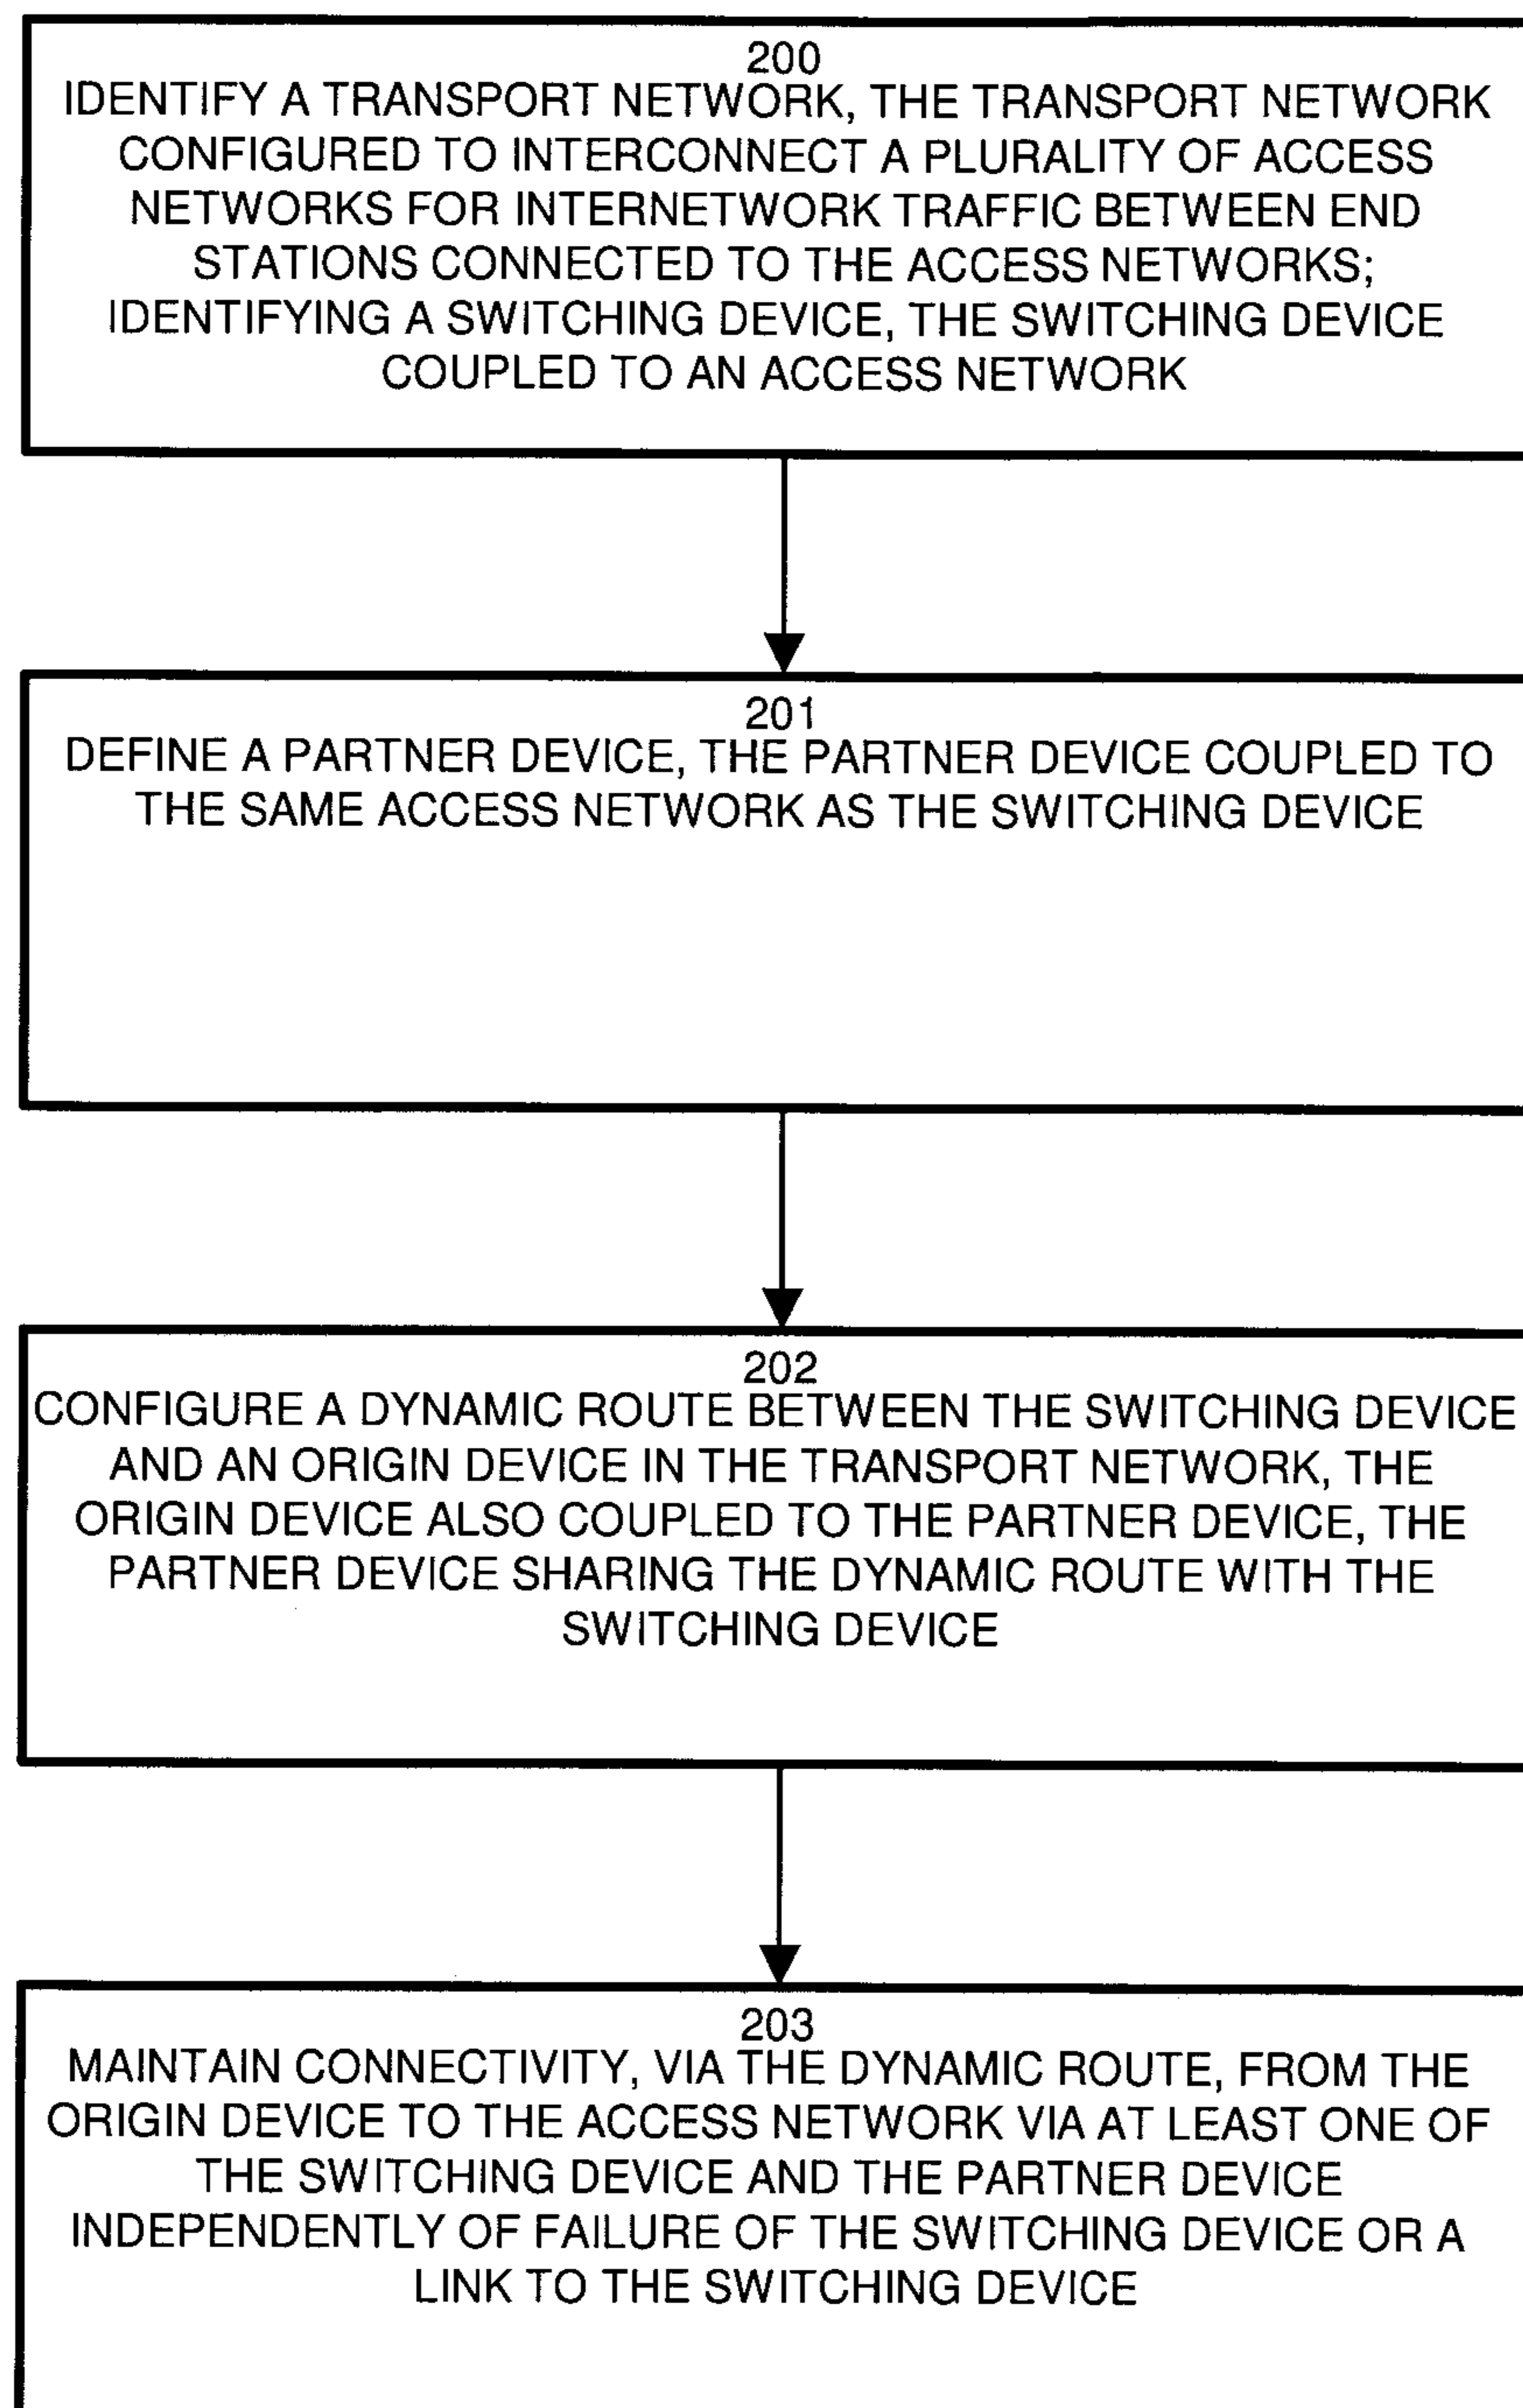 200
IDENTIFY A TRANSPORT NETWORK, THE TRANSPORT NETWORK
CONFIGURED TO INTERCONNECT A PLURALITY OF ACCESS
NETWORKS FOR INTERNETWORK TRAFFIC BETWEEN END
STATIONS CONNECTED TO THE ACCESS NETWORKS;
IDENTIFYING A SWITCHING DEVICE, THE SWITCHING DEVICE
COUPLED TO AN ACCESS NETWORK
201
DEFINE A PARTNER DEVICE, THE PARTNER DEVICE COUPLED TO
THE SAME ACCESS NETWORK AS THE SWITCHING DEVICE
202
CONFIGURE A DYNAMIC ROUTE BETWEEN THE SWITCHING DEVICE
AND AN ORIGIN DEVICE IN THE TRANSPORT NETWORK, THE
ORIGIN DEVICE ALSO COUPLED TO THE PARTNER DEVICE, THE
PARTNER DEVICE SHARING THE DYNAMIC ROUTE WITH THE
SWITCHING DEVICE
203
MAINTAIN CONNECTIVITY, VIA THE DYNAMIC ROUTE, FROM THE
ORIGIN DEVICE TO THE ACCESS NETWORK VIA AT LEAST ONE OF
THE SWITCHING DEVICE AND THE PARTNER DEVICE
INDEPENDENTLY OF FAILURE OF THE SWITCHING DEVICE OR A
LINK TO THE SWITCHING DEVICE